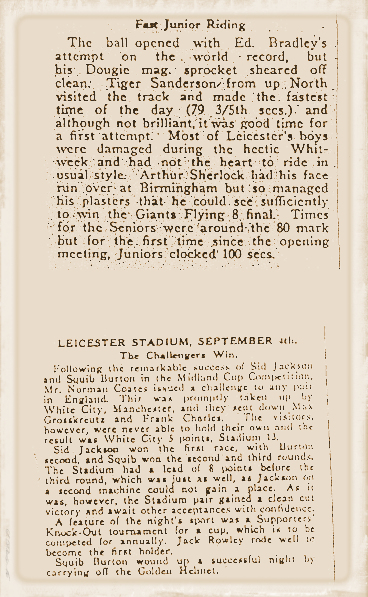 Fast Junior Riding
The ball opened with Ed. Bradley's
attempt on the world record, but
his Dougie mag. sprocket sheared off
clean. Tiger Sanderson from up North
visited the track and made the fastest
time of the day (79 3/5th secs.) and
although not brilliant, it was good time for
a first attempt. Most of Leicester's boys
were damaged during the hectic Whit-
week and had not the heart to ride in
usual style. Arthur Sherlock had his face
run over at Birmingham but so managed
his plasters that he could see sufficiently
to win the Giants Flying 8 final. Times
for the Seniors were around the 80 mark
but for the first time since the opening
meeting, Juniors clocked 100 secs.
LEICESTER STADIUM, SEPTEMBER 4th.
The Challengers Win.
Following the remarkable success of Sid Jackson
and Squib Burton in the Midland Cup Competition,
Mr. Norman Coates issued a challenge to any pair
in England. This was promptly taken up by
White City, Manchester, and they sent down Max
Grosskreutz and Frank Charles. The visitors,
however, were never able to hold their own and the
result was White City 5 points, Stadium 13.
Sid Jackson won the first race, with Burton
second, and Squib won the second and third rounds.
The Stadium had a lead of 8 points before the
third round, which was just as well, as Jackson on
a second machine could not gain a place. As it
was, however, the Stadium pair gained a clean cut
victory and await other acceptances with confidence.
A feature of the night's sport was a Supporters'
Knock-Out tournament for a cup, which is to be
competed for annually. Jack Rowley rode well to
become the first holder.
Squib Burton wound up a successful night by
carrying off the Golden Helmet.